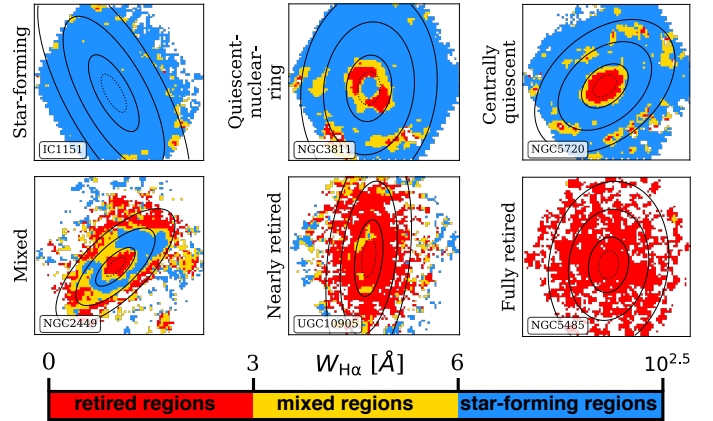 Star-forming
IC1151
Quiescent-
nuclear-
ring
NGC3811
Centrally
quiescent
NGC5720
Mixed
NGC2449
Nearly retired
UGC10905
Fully retired
NGC5485
0 3 W_Hα [Å] 6 10^2.5
retired regions mixed regions star-forming regions